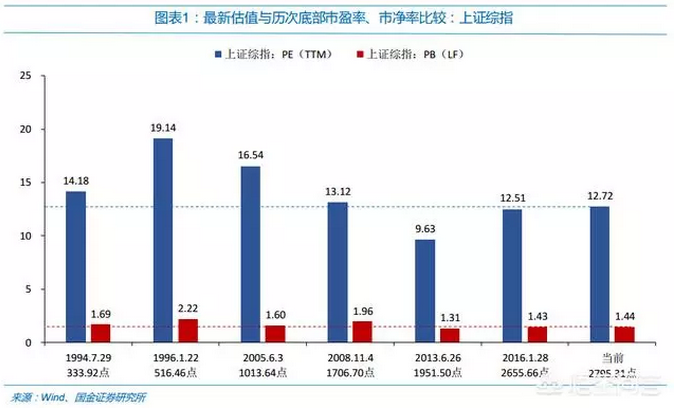 图表1：最新估值与历次底部市盈率、市净率比较：上证综指
上证综指：PE（TTM） 上证综指：PB（LF）
25
20
15
10
5
0
14.18 19.14 16.54 13.12 9.63 12.51 12.72
1.69 2.22 1.60 1.96 1.31 1.43 1.44
1994.7.29 1996.1.22 2005.6.3 2008.11.4 2013.6.26 2016.1.28 当前
333.92点 516.46点 1013.64点 1706.70点 1951.50点 2655.66点 2795.31点
来源：Wind、国金证券研究所